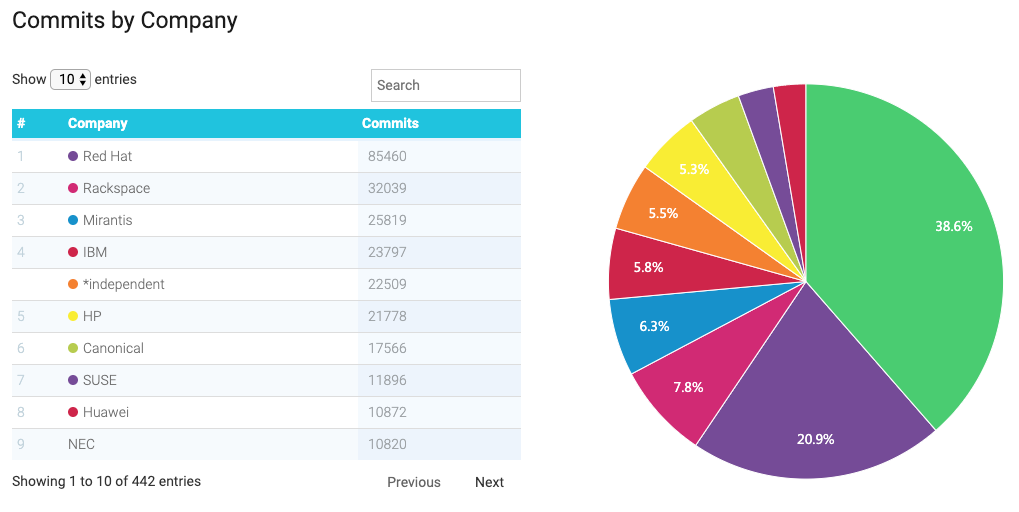 Commits by Company
Show 10 entries
Search
# Company Commits
1 Red Hat 85460
2 Rackspace 32039
3 Mirantis 25819
4 IBM 23797
*independent 22509
5 HP 21778
6 Canonical 17566
7 SUSE 11896
8 Huawei 10872
9 NEC 10820
Showing 1 to 10 of 442 entries
Previous Next
38.6%
20.9%
7.8%
6.3%
5.8%
5.5%
5.3%